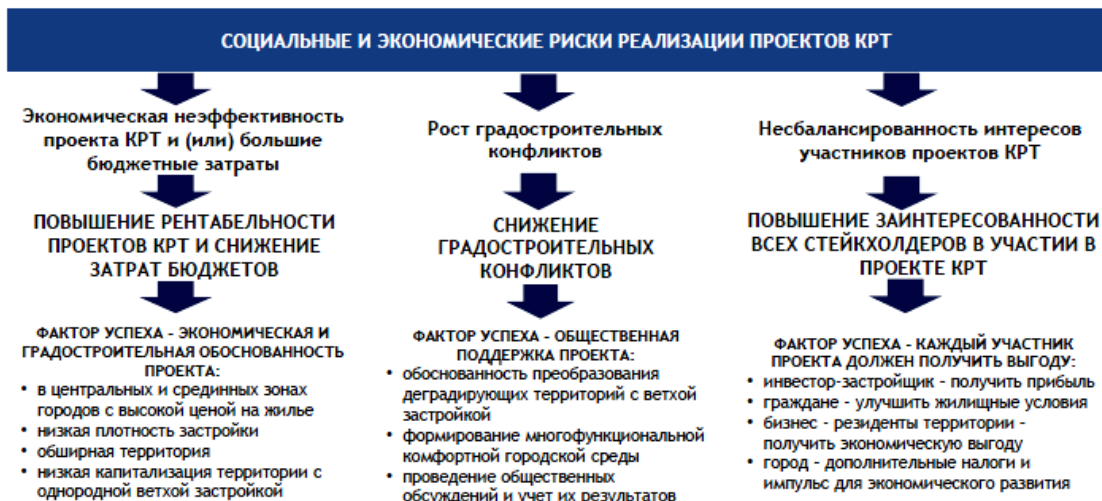 СОЦИАЛЬНЫЕ И ЭКОНОМИЧЕСКИЕ РИСКИ РЕАЛИЗАЦИИ ПРОЕКТОВ КРТ
Экономическая неэффективность
проекта КРТ и (или) большие
бюджетные затраты
ПОВЫШЕНИЕ РЕНТАБЕЛЬНОСТИ
ПРОЕКТОВ КРТ И СНИЖЕНИЕ
ЗАТРАТ БЮДЖЕТОВ
ФАКТОР УСПЕХА - ЭКОНОМИЧЕСКАЯ И
ГРАДОСТРОИТЕЛЬНАЯ ОБОСНОВАННОСТЬ
ПРОЕКТА:
• в центральных и срединных зонах
городов с высокой ценой на жилье
• низкая плотность застройки
• обширная территория
• низкая капитализация территории с
однородной ветхой застройкой
Рост градостроительных
конфликтов
СНИЖЕНИЕ
ГРАДОСТРОИТЕЛЬНЫХ
КОНФЛИКТОВ
ФАКТОР УСПЕХА - ОБЩЕСТВЕННАЯ
ПОДДЕРЖКА ПРОЕКТА:
• обоснованность преобразования
деградирующих территорий с ветхой
застройкой
• формирование многофункциональной
комфортной городской среды
• проведение общественных
обсуждений и учет их результатов
Несбалансированность интересов
участников проектов КРТ
ПОВЫШЕНИЕ ЗАИНТЕРЕСОВАННОСТИ
ВСЕХ СТЕЙКХОЛДЕРОВ В УЧАСТИИ В
ПРОЕКТЕ КРТ
ФАКТОР УСПЕХА - КАЖДЫЙ УЧАСТНИК
ПРОЕКТА ДОЛЖЕН ПОЛУЧИТЬ ВЫГОДУ:
• инвестор-застройщик - получить прибыль
• граждане - улучшить жилищные условия
• бизнес - резиденты территории -
получить экономическую выгоду
• город - дополнительные налоги и
импульс для экономического развития